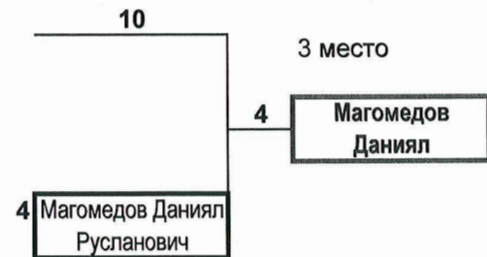 10
3 место
4
Магомедов
Даниял
4 Магомедов Даниял
Русланович